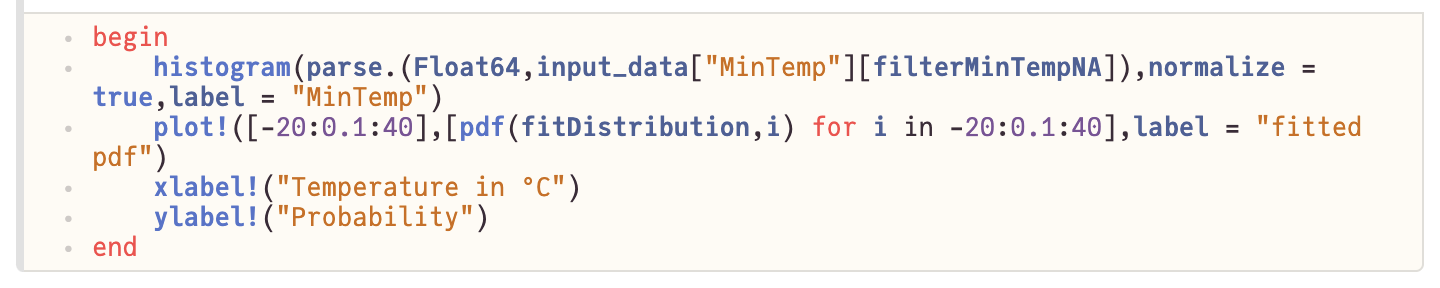 begin
    histogram(parse.(Float64,input_data["MinTemp"][filterMinTempNA]),normalize =
true,label = "MinTemp")
    plot!([-20:0.1:40],[pdf(fitDistribution,i) for i in -20:0.1:40],label = "fitted
pdf")
    xlabel!("Temperature in °C")
    ylabel!("Probability")
end